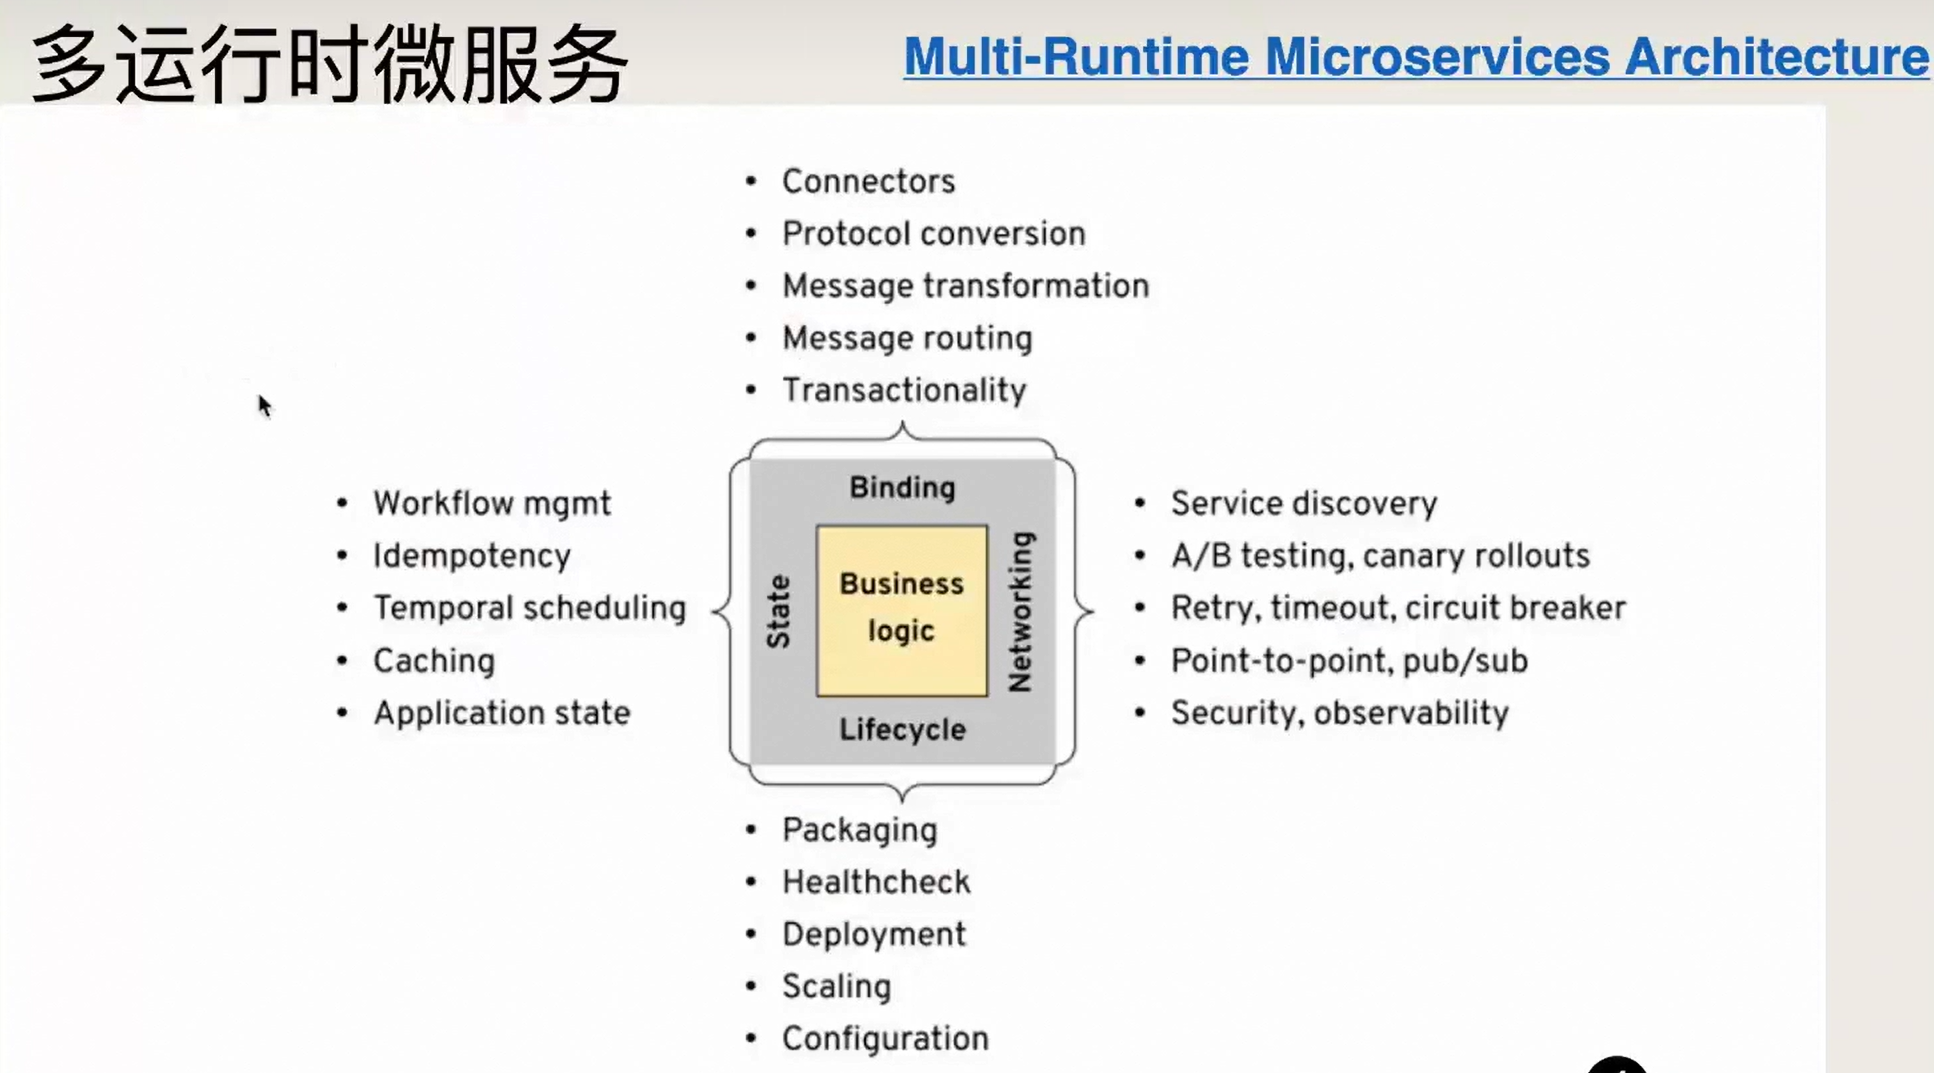 多运行时微服务
Multi-Runtime Microservices Architecture
• Connectors
• Protocol conversion
• Message transformation
• Message routing
• Transactionality
• Workflow mgmt
• Idempotency
• Temporal scheduling
• Caching
• Application state
Binding
State
Business
logic
Networking
Lifecycle
• Service discovery
• A/B testing, canary rollouts
• Retry, timeout, circuit breaker
• Point-to-point, pub/sub
• Security, observability
• Packaging
• Healthcheck
• Deployment
• Scaling
• Configuration